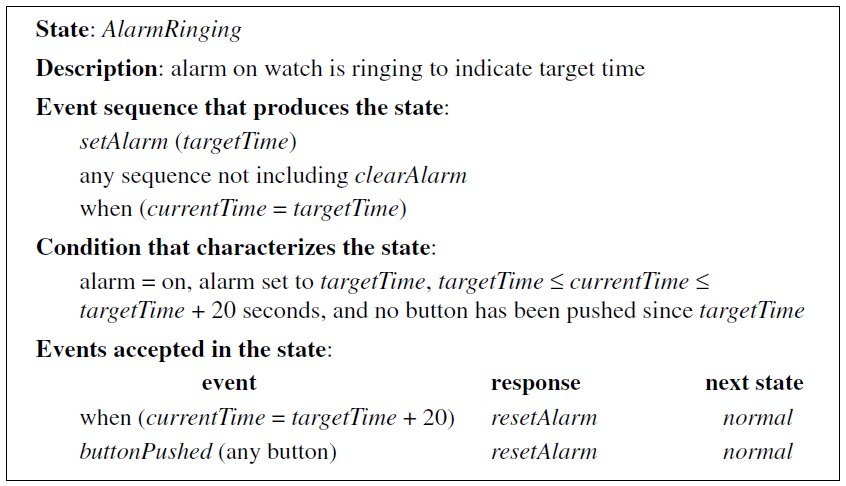 State: AlarmRinging
Description: alarm on watch is ringing to indicate target time
Event sequence that produces the state:
setAlarm (targetTime)
any sequence not including clearAlarm
when (currentTime = targetTime)
Condition that characterizes the state:
alarm = on, alarm set to targetTime, targetTime ≤ currentTime ≤
targetTime + 20 seconds, and no button has been pushed since targetTime
Events accepted in the state:
event response next state
when (currentTime = targetTime + 20) resetAlarm normal
buttonPushed (any button) resetAlarm normal